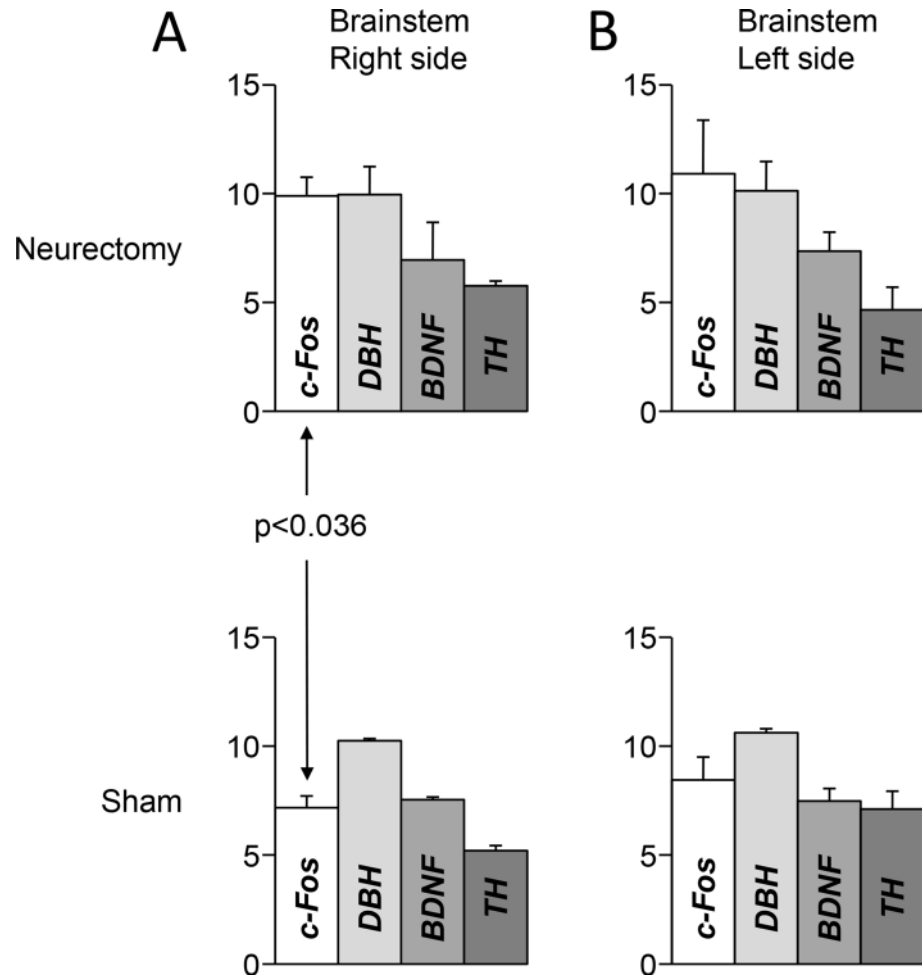 A
Brainstem
Right side
B
Brainstem
Left side
Neurectomy
15
10
5
0
c-Fos
DBH
BDNF
TH
15
10
5
0
c-Fos
DBH
BDNF
TH
p<0.036
Sham
15
10
5
0
c-Fos
DBH
BDNF
TH
15
10
5
0
c-Fos
DBH
BDNF
TH